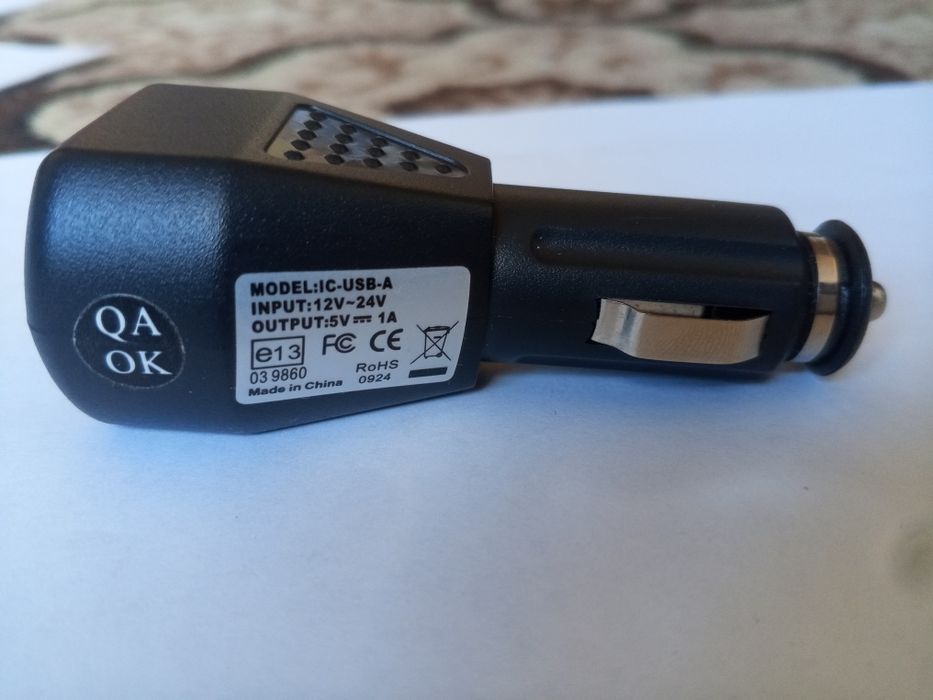 QA
OK
MODEL:IC-USB-A
INPUT:12V~24V
OUTPUT:5V⎓1A
e13 FC CE
03 9860 RoHS
0924
Made in China